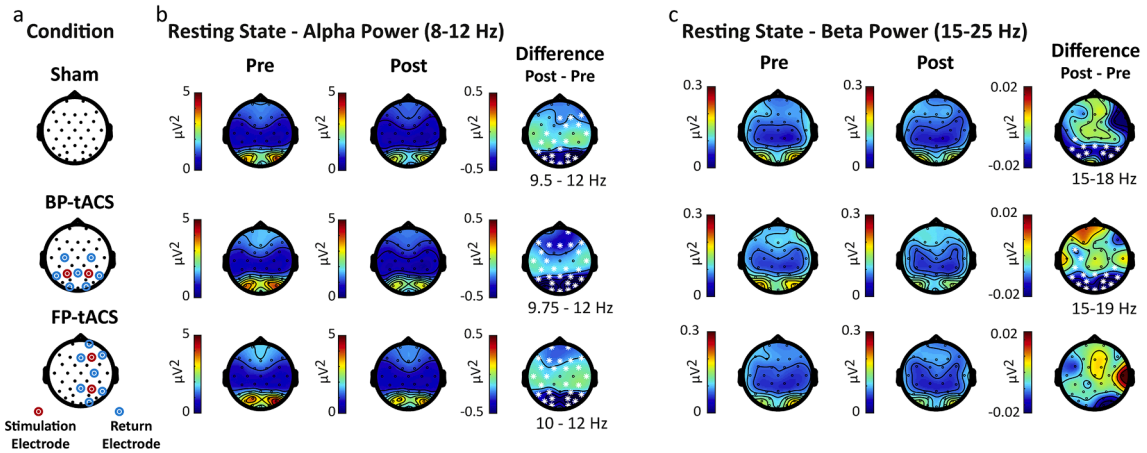 a
Condition
Sham
BP-tACS
FP-tACS
Stimulation
Electrode
Return
Electrode
b
Resting State - Alpha Power (8-12 Hz)
Pre
Post
Difference
Post - Pre
5
µV²
0
5
µV²
0
0.5
µV²
-0.5
9.5 - 12 Hz
5
µV²
0
5
µV²
0
0.5
µV²
-0.5
9.75 - 12 Hz
5
µV²
0
5
µV²
0
0.5
µV²
-0.5
10 - 12 Hz
c
Resting State - Beta Power (15-25 Hz)
Pre
Post
Difference
Post - Pre
0.3
µV²
0
0.3
µV²
0
0.02
µV²
-0.02
15-18 Hz
0.3
µV²
0
0.3
µV²
0
0.02
µV²
-0.02
15-19 Hz
0.3
µV²
0
0.3
µV²
0
0.02
µV²
-0.02